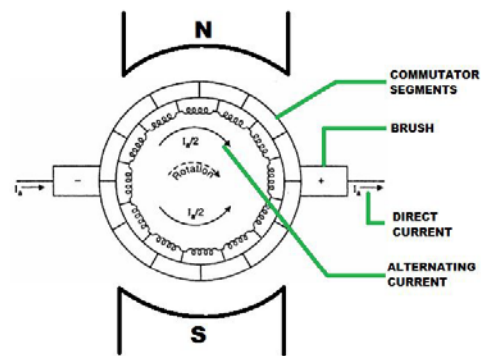 N
COMMUTATOR
SEGMENTS
BRUSH
Iₐ/2
Rotation
Iₐ/2
−
+
Iₐ
Iₐ
DIRECT
CURRENT
ALTERNATING
CURRENT
S